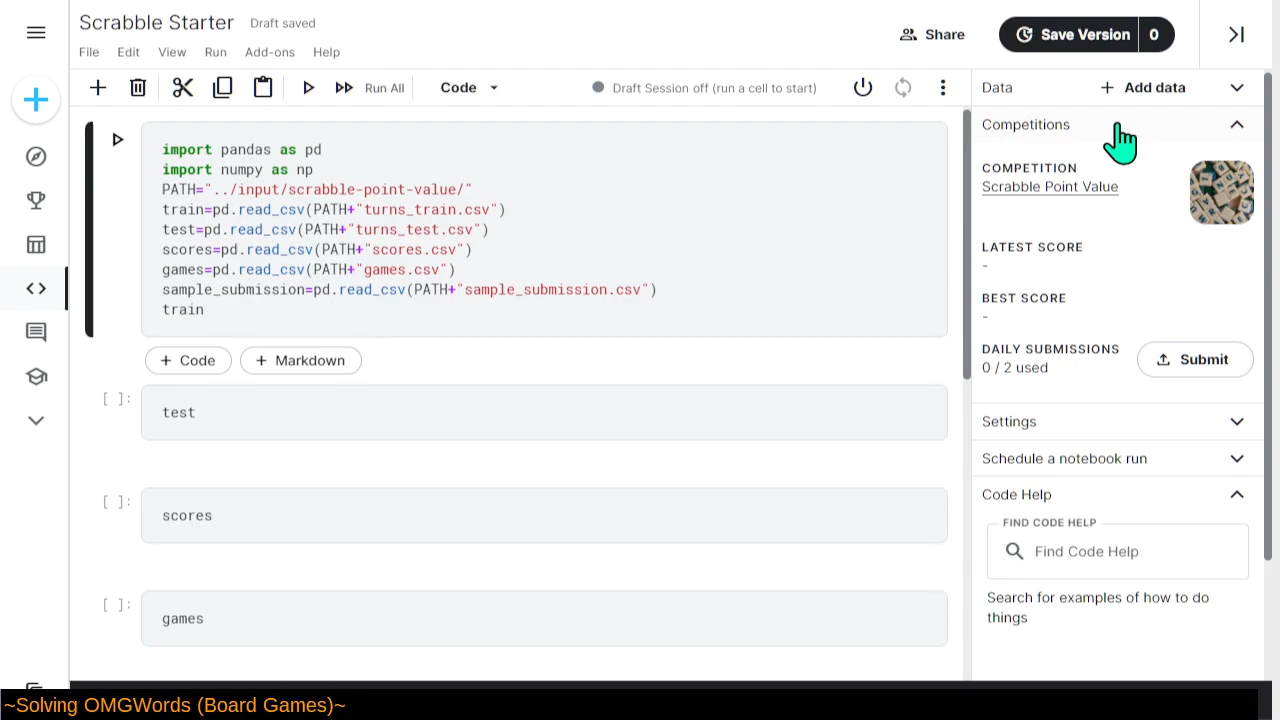 Scrabble Starter
Draft saved
File Edit View Run Add-ons Help
Share
Save Version 0
Run All
Code
Draft Session off (run a cell to start)
import pandas as pd
import numpy as np
PATH="../input/scrabble-point-value/"
train=pd.read_csv(PATH+"turns_train.csv")
test=pd.read_csv(PATH+"turns_test.csv")
scores=pd.read_csv(PATH+"scores.csv")
games=pd.read_csv(PATH+"games.csv")
sample_submission=pd.read_csv(PATH+"sample_submission.csv")
train
+ Code
+ Markdown
[ ]:
test
[ ]:
scores
[ ]:
games
Data
+ Add data
Competitions
COMPETITION
Scrabble Point Value
LATEST SCORE
-
BEST SCORE
-
DAILY SUBMISSIONS
0 / 2 used
Submit
Settings
Schedule a notebook run
Code Help
FIND CODE HELP
Find Code Help
Search for examples of how to do
things
~Solving OMGWords (Board Games)~